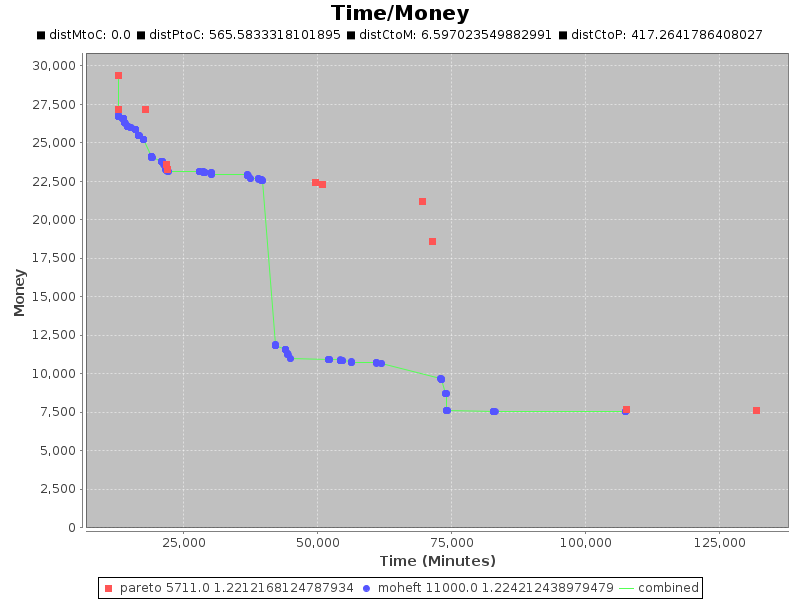 Time/Money
distMtoC: 0.0 distPtoC: 565.5833318101895 distCtoM: 6.597023549882991 distCtoP: 417.2641786408027
30,000
27,500
25,000
22,500
20,000
17,500
15,000
12,500
10,000
7,500
5,000
2,500
0
Money
25,000 50,000 75,000 100,000 125,000
Time (Minutes)
pareto 5711.0 1.2212168124787934 moheft 11000.0 1.224212438979479 combined